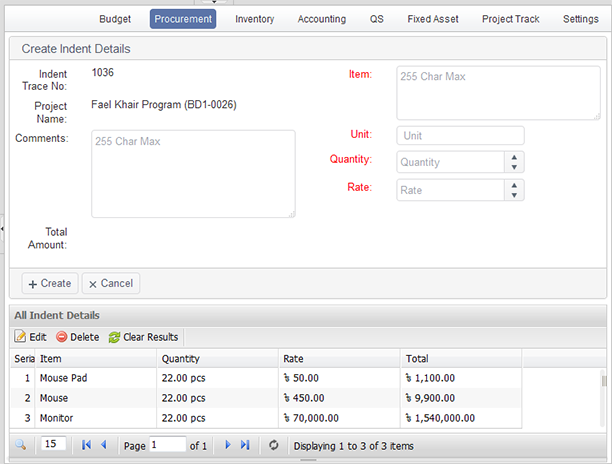 Budget Procurement Inventory Accounting QS Fixed Asset Project Track Settings
Create Indent Details
Indent Trace No: 1036
Project Name: Fael Khair Program (BD1-0026)
Comments: 255 Char Max
Total Amount:
Item: 255 Char Max
Unit: Unit
Quantity: Quantity
Rate: Rate
+ Create × Cancel
All Indent Details
Edit Delete Clear Results
Seria Item Quantity Rate Total
1 Mouse Pad 22.00 pcs ৳ 50.00 ৳ 1,100.00
2 Mouse 22.00 pcs ৳ 450.00 ৳ 9,900.00
3 Monitor 22.00 pcs ৳ 70,000.00 ৳ 1,540,000.00
15 Page 1 of 1 Displaying 1 to 3 of 3 items